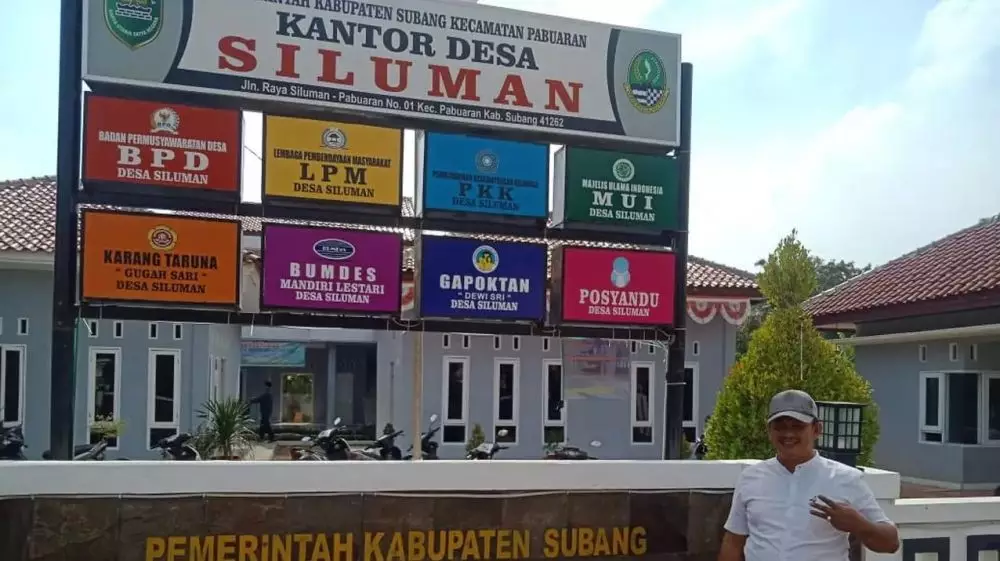 PEMERINTAH KABUPATEN SUBANG KECAMATAN PABUARAN
KANTOR DESA
SILUMAN
Jln. Raya Siluman - Pabuaran No. 01 Kec. Pabuaran Kab. Subang 41262
BADAN PERMUSYAWARATAN DESA
BPD
DESA SILUMAN
LEMBAGA PEMBERDAYAAN MASYARAKAT
LPM
DESA SILUMAN
PKK
DESA SILUMAN
MAJELIS ULAMA INDONESIA
MUI
DESA SILUMAN
KARANG TARUNA
" GUGAH SARI "
DESA SILUMAN
BUMDES
MANDIRI LESTARI
DESA SILUMAN
GAPOKTAN
" DEWI SRI "
DESA SILUMAN
POSYANDU
DESA SILUMAN
PEMERiNTAH KABUPATEN SUBANG